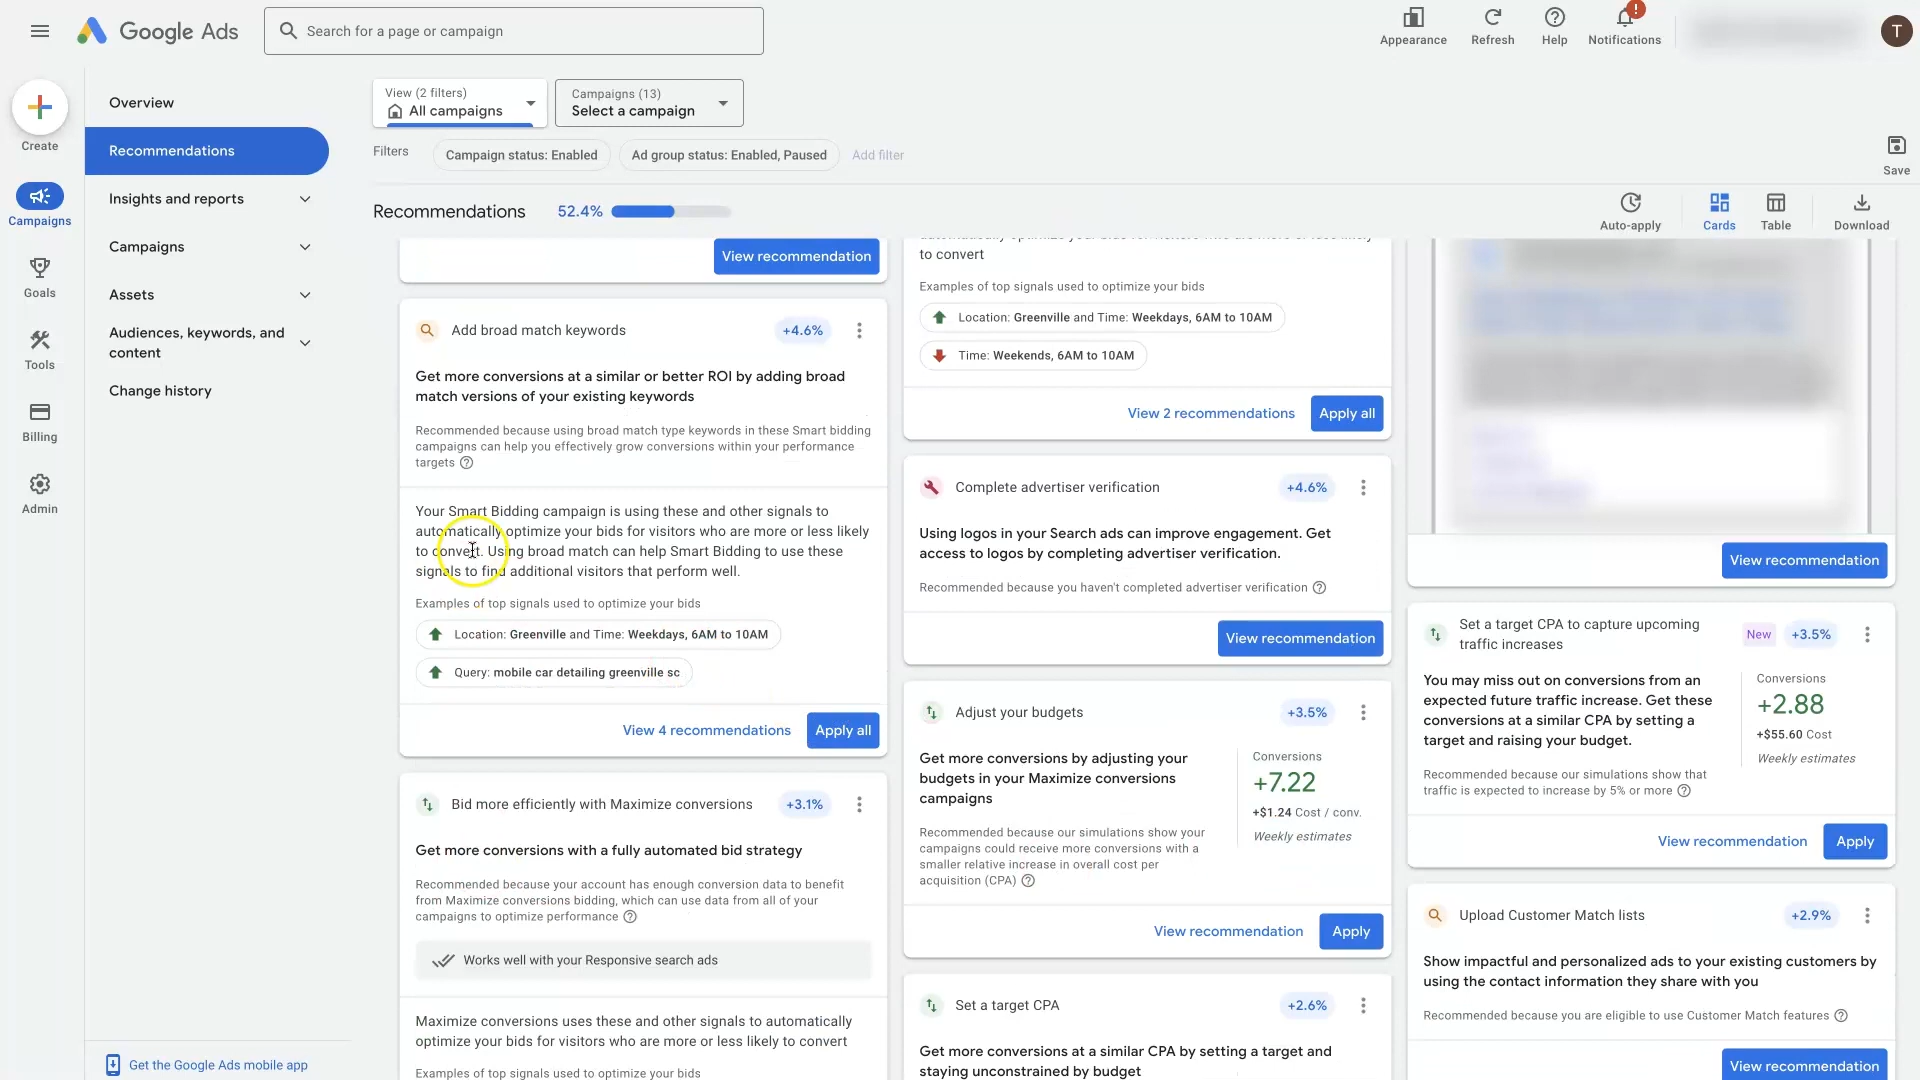 Google Ads
Search for a page or campaign
Appearance
Refresh
Help
!
Notifications
T
Create
Campaigns
Goals
Tools
Billing
Admin
Overview
Recommendations
Insights and reports
Campaigns
Assets
Audiences, keywords, and
content
Change history
Get the Google Ads mobile app
View (2 filters)
All campaigns
Campaigns (13)
Select a campaign
Filters
Campaign status: Enabled
Ad group status: Enabled, Paused
Add filter
Save
Recommendations
52.4%
Auto-apply
Cards
Table
Download
View recommendation
Add broad match keywords
+4.6%
Get more conversions at a similar or better ROI by adding broad
match versions of your existing keywords
Recommended because using broad match type keywords in these Smart bidding
campaigns can help you effectively grow conversions within your performance
targets
Your Smart Bidding campaign is using these and other signals to
automatically optimize your bids for visitors who are more or less likely
to convert. Using broad match can help Smart Bidding to use these
signals to find additional visitors that perform well.
Examples of top signals used to optimize your bids
Location: Greenville and Time: Weekdays, 6AM to 10AM
Query: mobile car detailing greenville sc
View 4 recommendations
Apply all
Bid more efficiently with Maximize conversions
+3.1%
Get more conversions with a fully automated bid strategy
Recommended because your account has enough conversion data to benefit
from Maximize conversions bidding, which can use data from all of your
campaigns to optimize performance
Works well with your Responsive search ads
Maximize conversions uses these and other signals to automatically
optimize your bids for visitors who are more or less likely to convert
Examples of top signals used to optimize your bids
automatically optimize your bids for visitors who are more or less likely
to convert
Examples of top signals used to optimize your bids
Location: Greenville and Time: Weekdays, 6AM to 10AM
Time: Weekends, 6AM to 10AM
View 2 recommendations
Apply all
Complete advertiser verification
+4.6%
Using logos in your Search ads can improve engagement. Get
access to logos by completing advertiser verification.
Recommended because you haven't completed advertiser verification
View recommendation
Adjust your budgets
+3.5%
Get more conversions by adjusting your
budgets in your Maximize conversions
campaigns
Recommended because our simulations show your
campaigns could receive more conversions with a
smaller relative increase in overall cost per
acquisition (CPA)
Conversions
+7.22
+$1.24 Cost / conv.
Weekly estimates
View recommendation
Apply
Set a target CPA
+2.6%
Get more conversions at a similar CPA by setting a target and
staying unconstrained by budget
View recommendation
Set a target CPA to capture upcoming
traffic increases
New
+3.5%
You may miss out on conversions from an
expected future traffic increase. Get these
conversions at a similar CPA by setting a
target and raising your budget.
Recommended because our simulations show that
traffic is expected to increase by 5% or more
Conversions
+2.88
+$55.60 Cost
Weekly estimates
View recommendation
Apply
Upload Customer Match lists
+2.9%
Show impactful and personalized ads to your existing customers by
using the contact information they share with you
Recommended because you are eligible to use Customer Match features
View recommendation